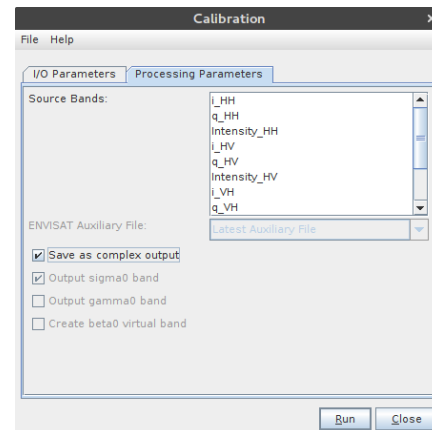 Calibration
File Help
I/O Parameters Processing Parameters
Source Bands:
i_HH
q_HH
Intensity_HH
i_HV
q_HV
Intensity_HV
i_VH
q_VH
ENVISAT Auxiliary File:
Latest Auxiliary File
Save as complex output
Output sigma0 band
Output gamma0 band
Create beta0 virtual band
Run Close